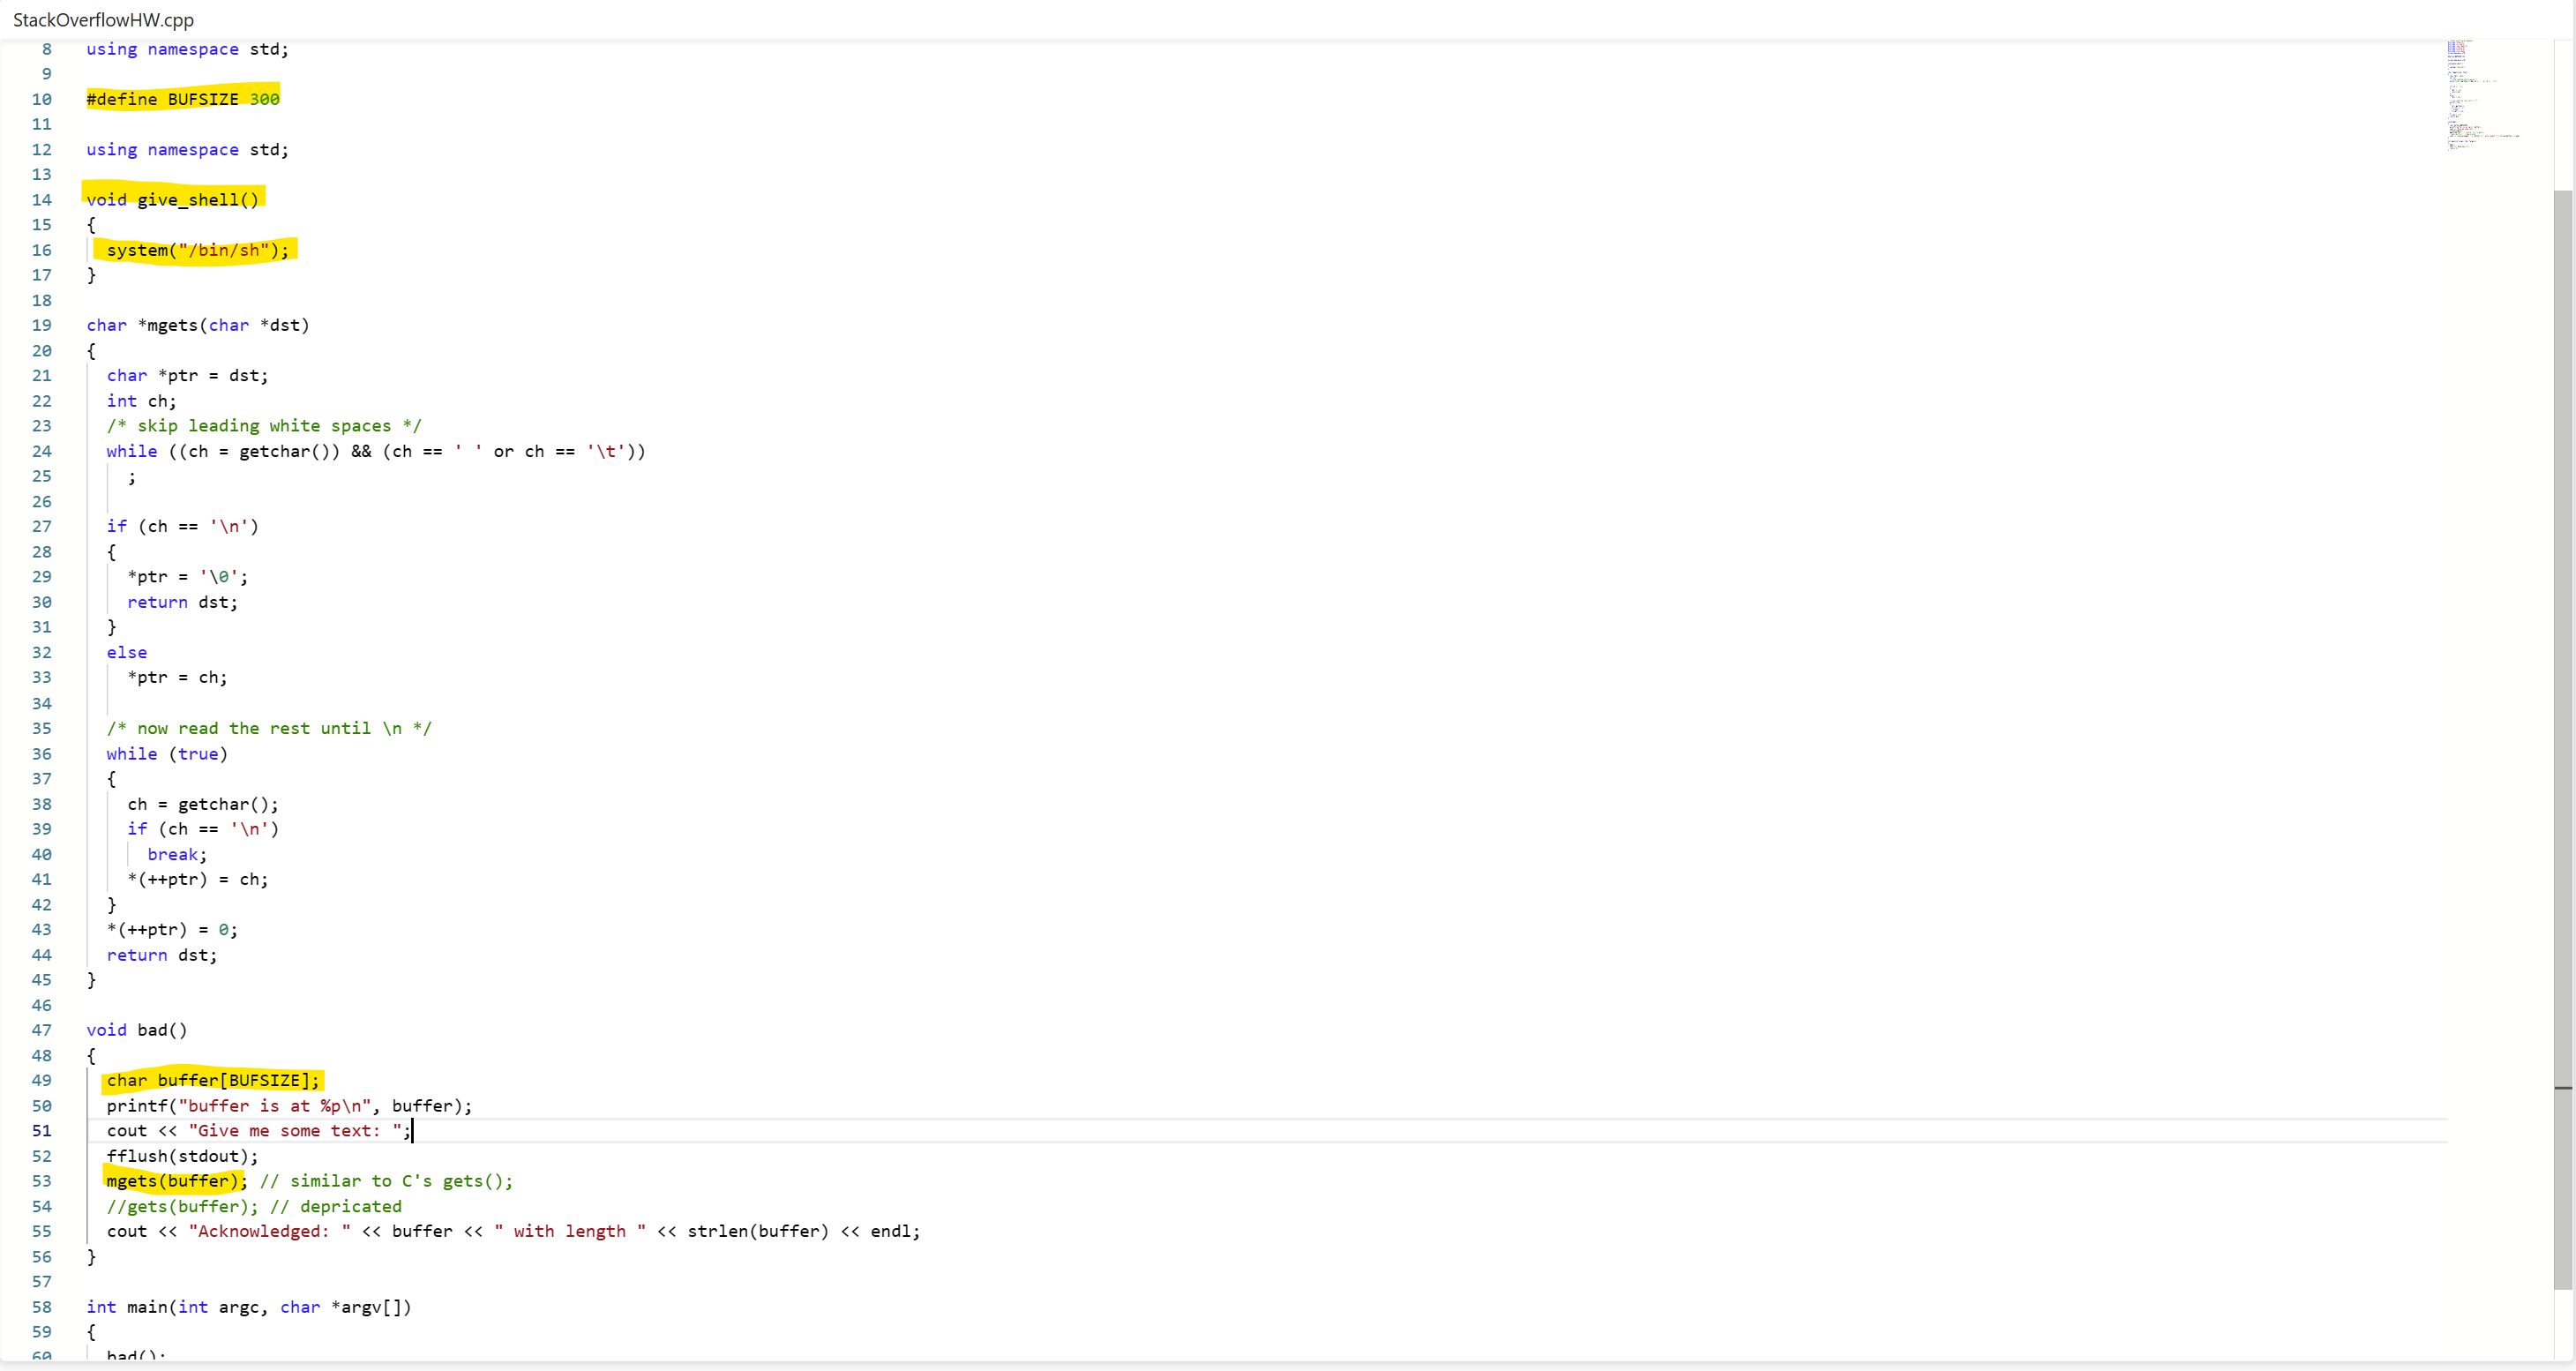 StackOverflowHW.cpp
8 using namespace std;
9
10 #define BUFSIZE 300
11
12 using namespace std;
13
14 void give_shell()
15 {
16 system("/bin/sh");
17 }
18
19 char *mgets(char *dst)
20 {
21 char *ptr = dst;
22 int ch;
23 /* skip leading white spaces */
24 while ((ch = getchar()) && (ch == ' ' or ch == '\t'))
25 ;
26
27 if (ch == '\n')
28 {
29 *ptr = '\0';
30 return dst;
31 }
32 else
33 *ptr = ch;
34
35 /* now read the rest until \n */
36 while (true)
37 {
38 ch = getchar();
39 if (ch == '\n')
40 break;
41 *(++ptr) = ch;
42 }
43 *(++ptr) = 0;
44 return dst;
45 }
46
47 void bad()
48 {
49 char buffer[BUFSIZE];
50 printf("buffer is at %p\n", buffer);
51 cout << "Give me some text: ";
52 fflush(stdout);
53 mgets(buffer); // similar to C's gets();
54 //gets(buffer); // depricated
55 cout << "Acknowledged: " << buffer << " with length " << strlen(buffer) << endl;
56 }
57
58 int main(int argc, char *argv[])
59 {
60 bad();